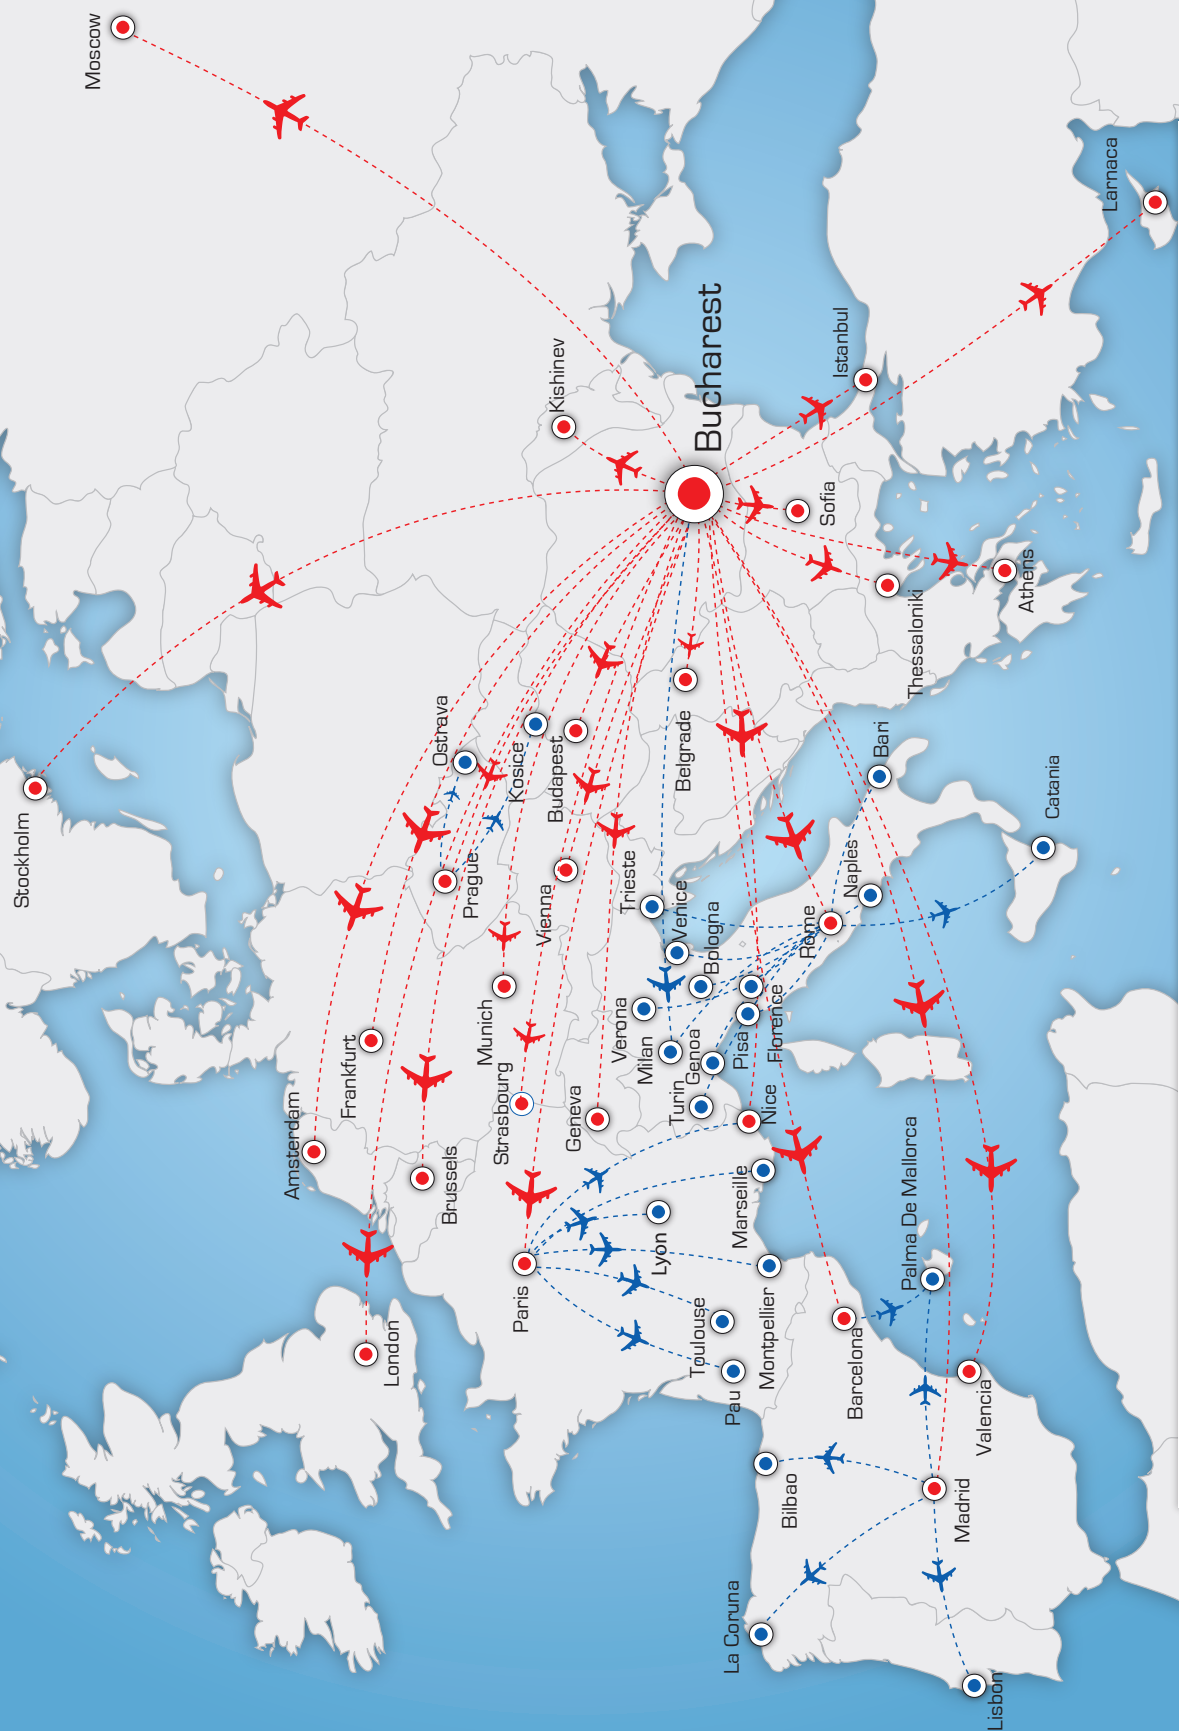 Moscow
Stockholm
Larnaca
Kishinev
Istanbul
Bucharest
Sofia
Athens
Thessaloniki
Belgrade
Budapest
Kosice
Ostrava
Prague
Vienna
Munich
Frankfurt
Amsterdam
Brussels
London
Strasbourg
Geneva
Paris
Trieste
Venice
Bologna
Verona
Milan
Turin
Genoa
Pisa
Florence
Rome
Naples
Bari
Catania
Nice
Marseille
Lyon
Montpellier
Toulouse
Pau
Barcelona
Palma De Mallorca
Valencia
Madrid
Bilbao
La Coruna
Lisbon